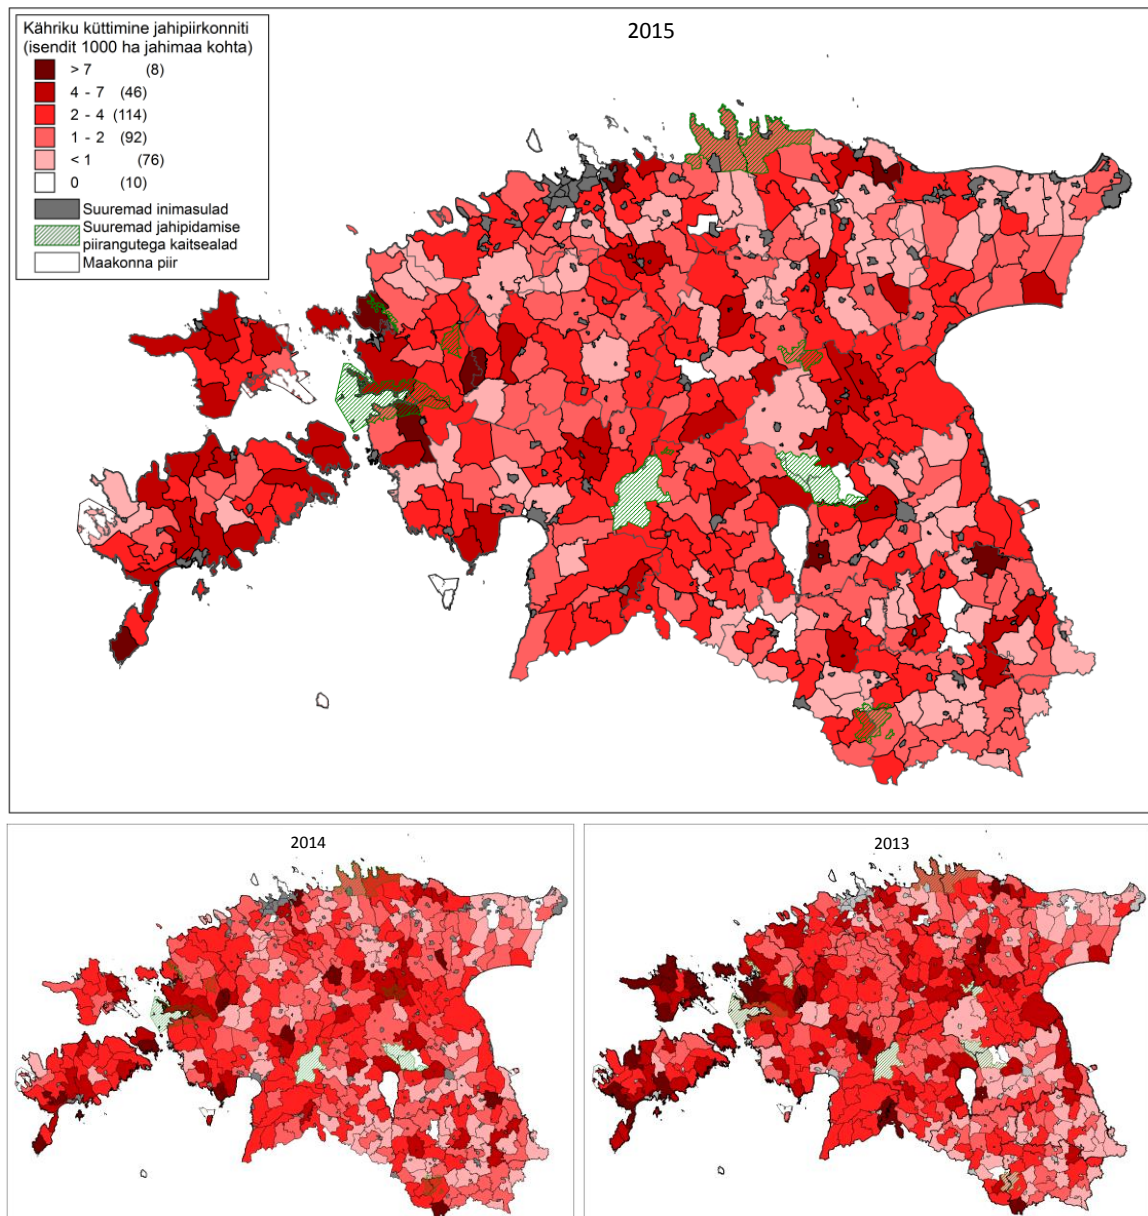 Kähriku küttimine jahipiirkonniti
(isendit 1000 ha jahimaa kohta)
> 7 (8)
4 - 7 (46)
2 - 4 (114)
1 - 2 (92)
< 1 (76)
0 (10)
Suuremad inimasulad
Suuremad jahipidamise
piirangutega kaitsealad
Maakonna piir
2015
2014
2013